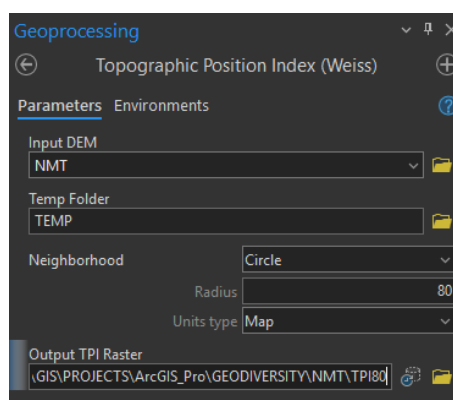 Geoprocessing
Topographic Position Index (Weiss)
Parameters Environments
Input DEM
NMT
Temp Folder
TEMP
Neighborhood Circle
Radius 80
Units type Map
Output TPI Raster
\GIS\PROJECTS\ArcGIS_Pro\GEODIVERSITY\NMT\TPI80